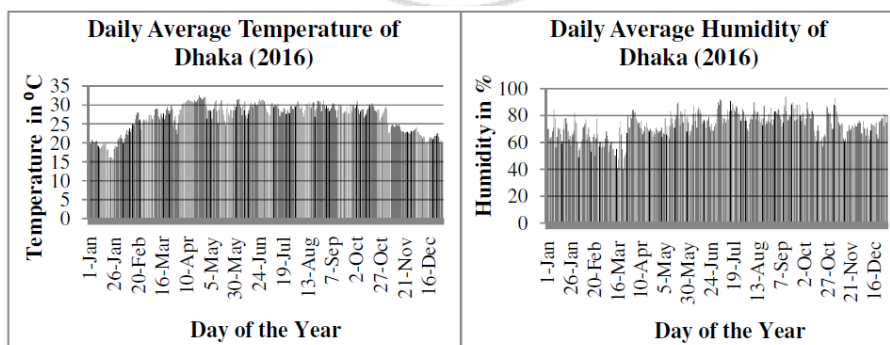 Daily Average Temperature of
Dhaka (2016)
Temperature in ⁰C
35
30
25
20
15
10
5
0
1-Jan
26-Jan
20-Feb
16-Mar
10-Apr
5-May
30-May
24-Jun
19-Jul
13-Aug
7-Sep
2-Oct
27-Oct
21-Nov
16-Dec
Day of the Year
Daily Average Humidity of
Dhaka (2016)
Humidity in %
100
80
60
40
20
0
1-Jan
26-Jan
20-Feb
16-Mar
10-Apr
5-May
30-May
24-Jun
19-Jul
13-Aug
7-Sep
2-Oct
27-Oct
21-Nov
16-Dec
Day of the Year